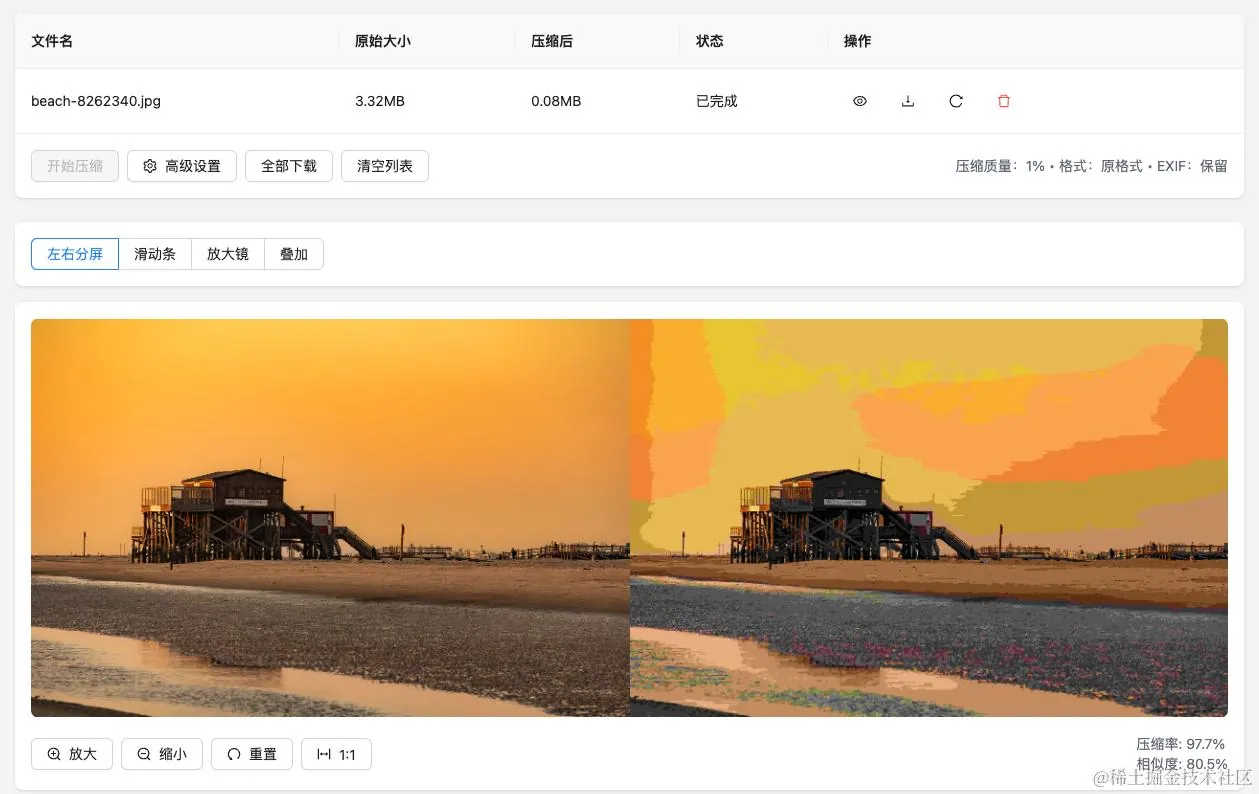 文件名 原始大小 压缩后 状态 操作
beach-8262340.jpg 3.32MB 0.08MB 已完成
开始压缩 高级设置 全部下载 清空列表 压缩质量：1% • 格式：原格式 • EXIF：保留
左右分屏 滑动条 放大镜 叠加
放大 缩小 重置 1:1
压缩率: 97.7%
相似度: 80.5%
@稀土掘金技术社区